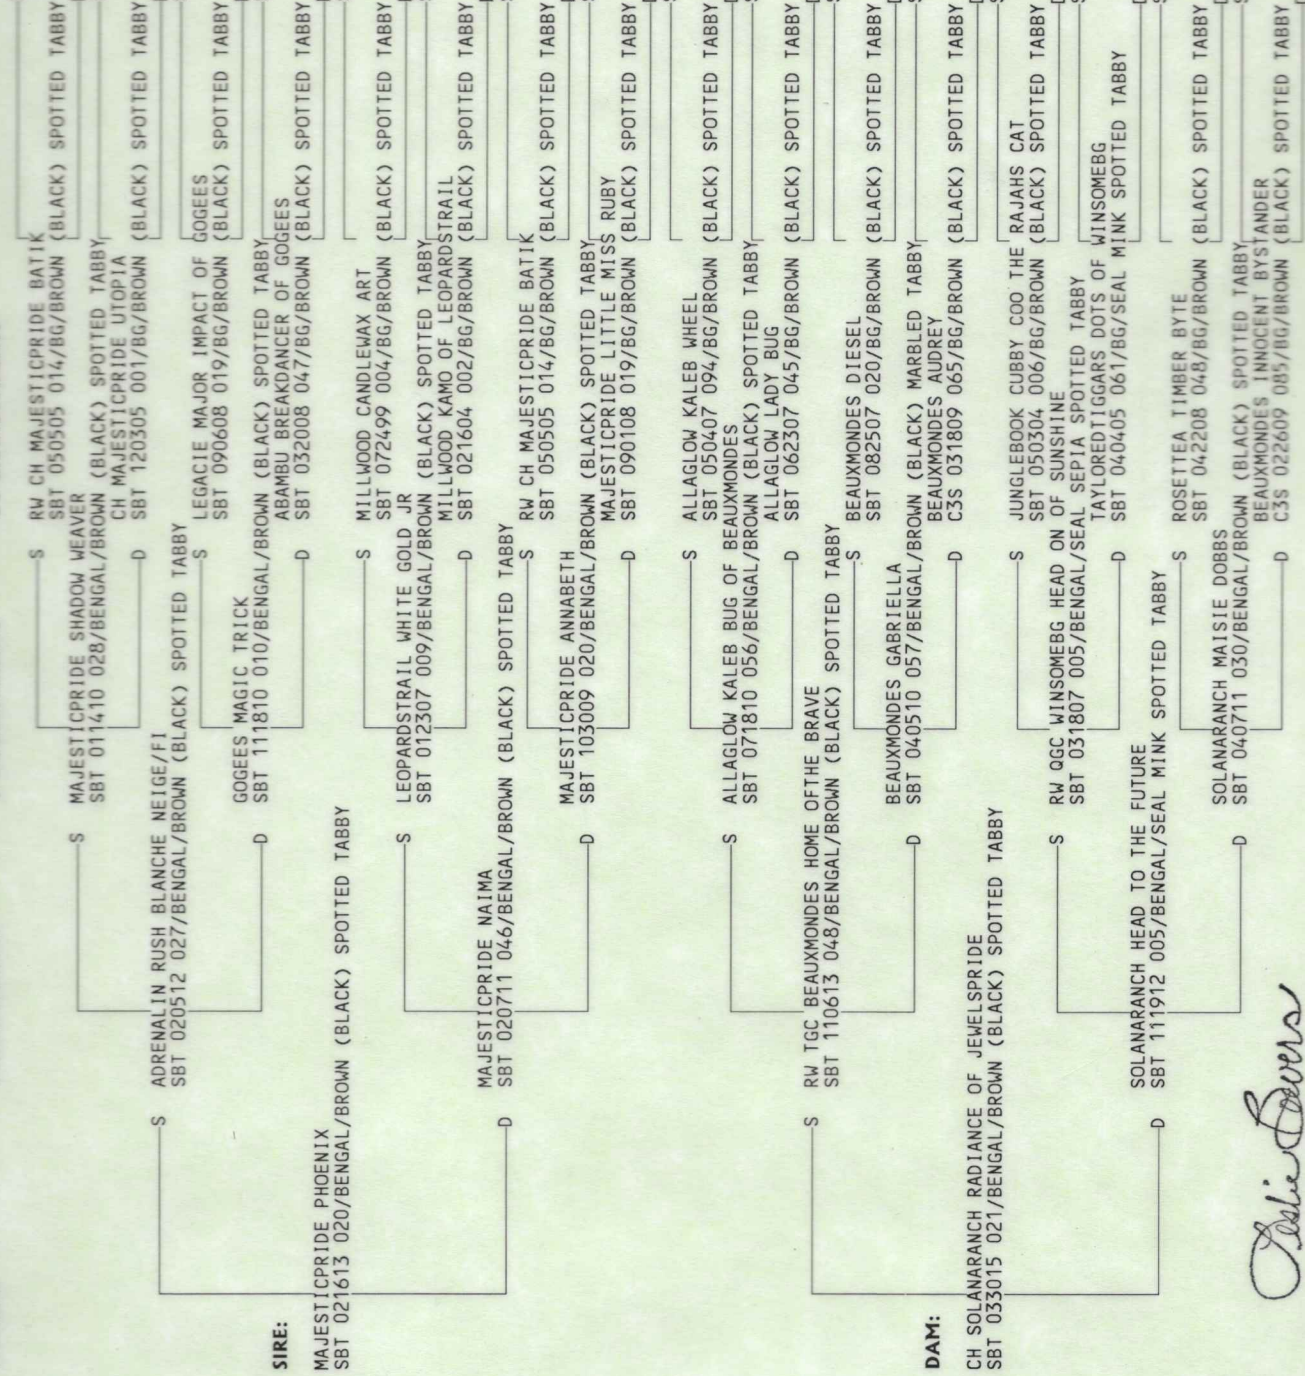 S RW CH MAJESTICPRIDE BATIK
SBT 050505 014/BG/BROWN (BLACK) SPOTTED TABBY
S MAJESTICPRIDE SHADOW WEAVER
SBT 011410 028/BENGAL/BROWN (BLACK) SPOTTED TABBY
CH MAJESTICPRIDE UTOPIA
D SBT 120305 001/BG/BROWN (BLACK) SPOTTED TABBY
S ADRENALIN RUSH BLANCHE NEIGE/FI
SBT 020512 027/BENGAL/BROWN (BLACK) SPOTTED TABBY
S LEGACIE MAJOR IMPACT OF GOGEES
SBT 090608 019/BG/BROWN (BLACK) SPOTTED TABBY
GOGEES MAGIC TRICK
D SBT 111810 010/BENGAL/BROWN (BLACK) SPOTTED TABBY
SIRE:
ABAMBU BREAKDANCER OF GOGEES
D SBT 032008 047/BG/BROWN (BLACK) SPOTTED TABBY
MAJESTICPRIDE PHOENIX
SBT 021613 020/BENGAL/BROWN (BLACK) SPOTTED TABBY
S MILLWOOD CANDLEWAX ART
SBT 072499 004/BG/BROWN (BLACK) SPOTTED TABBY
S LEOPARDSTRAIL WHITE GOLD JR
SBT 012307 009/BENGAL/BROWN (BLACK) SPOTTED TABBY
MILLWOOD KAMO OF LEOPARDSTRAIL
D SBT 021604 002/BG/BROWN (BLACK) SPOTTED TABBY
MAJESTICPRIDE NAIMA
D SBT 020711 046/BENGAL/BROWN (BLACK) SPOTTED TABBY
S RW CH MAJESTICPRIDE BATIK
SBT 050505 014/BG/BROWN (BLACK) SPOTTED TABBY
MAJESTICPRIDE ANNABETH
D SBT 103009 020/BENGAL/BROWN (BLACK) SPOTTED TABBY
MAJESTICPRIDE LITTLE MISS RUBY
D SBT 090108 019/BG/BROWN (BLACK) SPOTTED TABBY
S ALLAGLOW KALEB WHEEL
SBT 050407 094/BG/BROWN (BLACK) SPOTTED TABBY
S ALLAGLOW KALEB BUG OF BEAUXMONDES
SBT 071810 056/BENGAL/BROWN (BLACK) SPOTTED TABBY
ALLAGLOW LADY BUG
D SBT 062307 045/BG/BROWN (BLACK) SPOTTED TABBY
S RW TGC BEAUXMONDES HOME OFTHE BRAVE
SBT 110613 048/BENGAL/BROWN (BLACK) SPOTTED TABBY
S BEAUXMONDES DIESEL
SBT 082507 020/BG/BROWN (BLACK) SPOTTED TABBY
BEAUXMONDES GABRIELLA
D SBT 040510 057/BENGAL/BROWN (BLACK) MARBLED TABBY
DAM:
BEAUXMONDES AUDREY
D C3S 031809 065/BG/BROWN (BLACK) SPOTTED TABBY
CH SOLANARANCH RADIANCE OF JEWELSPRIDE
SBT 033015 021/BENGAL/BROWN (BLACK) SPOTTED TABBY
S JUNGLEBOOK CUBBY COO THE RAJAHS CAT
SBT 050304 006/BG/BROWN (BLACK) SPOTTED TABBY
S RW QGC WINSOMEBG HEAD ON OF SUNSHINE
SBT 031807 005/BENGAL/SEAL SEPIA SPOTTED TABBY
TAYLOREDTIGGARS DOTS OF WINSOMEBG
D SBT 040405 061/BG/SEAL MINK SPOTTED TABBY
SOLANARANCH HEAD TO THE FUTURE
D SBT 111912 005/BENGAL/SEAL MINK SPOTTED TABBY
S ROSETTEA TIMBER BYTE
SBT 042208 048/BG/BROWN (BLACK) SPOTTED TABBY
SOLANARANCH MAISIE DOBBS
D SBT 040711 030/BENGAL/BROWN (BLACK) SPOTTED TABBY
BEAUXMONDES INNOCENT BYSTANDER
D C3S 022609 085/BG/BROWN (BLACK) SPOTTED TABBY
Leslie Bowers